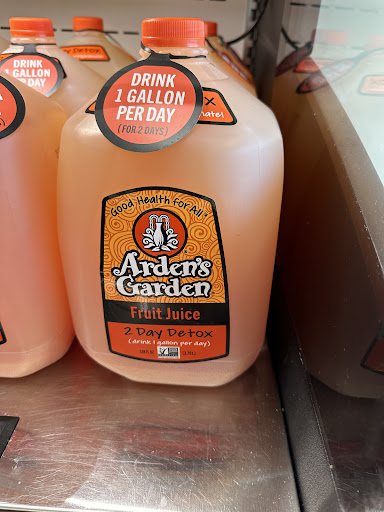 DRINK
1 GALLON
PER DAY
(FOR 2 DAYS)
Good Health for All
Arden's
Garden
Fruit Juice
2 Day Detox
(drink 1 gallon per day)
DRINK
1 GALLON
PER DAY